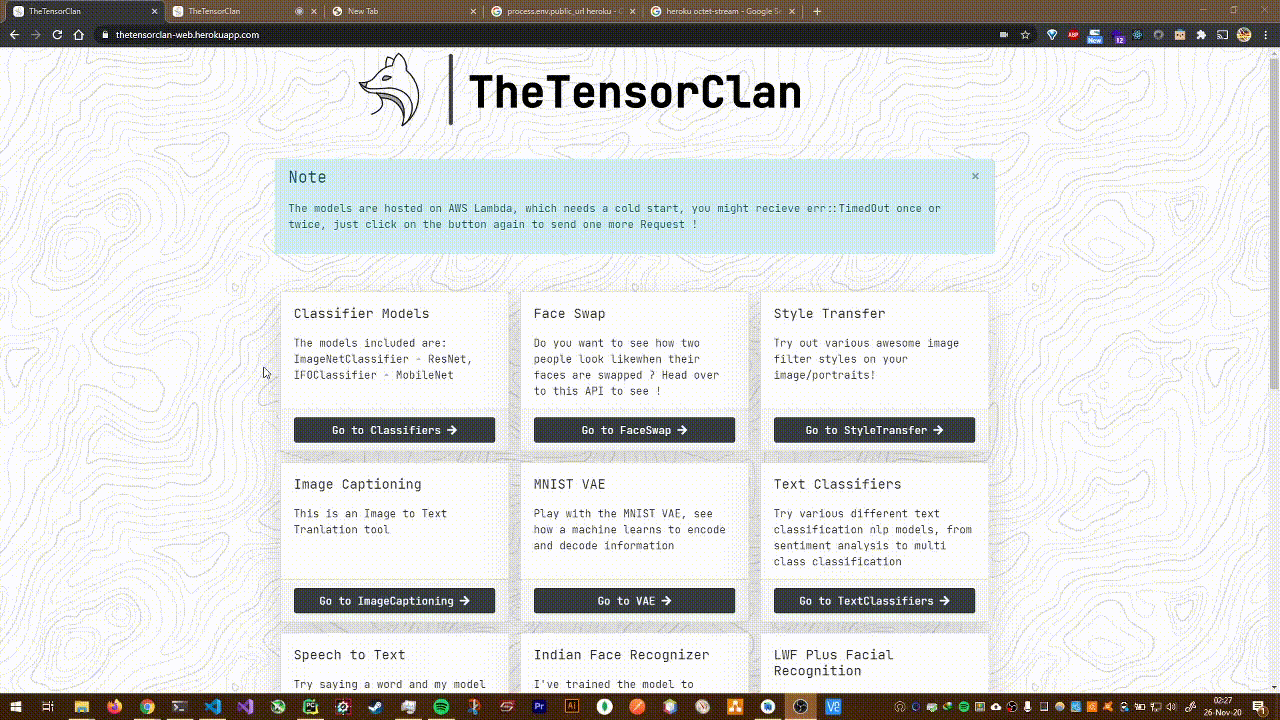 TheTensorClan
TheTensorClan
New Tab
process.env.public_url heroku - G
heroku octet-stream - Google Se
thetensorclan-web.herokuapp.com
ABP
New
12
TheTensorClan
Note
The models are hosted on AWS Lambda, which needs a cold start, you might recieve err::TimedOut once or
twice, just click on the button again to send one more Request !
Classifier Models
The models included are:
ImageNetClassifier - ResNet,
IFOClassifier - MobileNet
Go to Classifiers →
Face Swap
Do you want to see how two
people look likewhen their
faces are swapped ? Head over
to this API to see !
Go to FaceSwap →
Style Transfer
Try out various awesome image
filter styles on your
image/portraits!
Go to StyleTransfer →
Image Captioning
This is an Image to Text
Tranlation tool
Go to ImageCaptioning →
MNIST VAE
Play with the MNIST VAE, see
how a machine learns to encode
and decode information
Go to VAE →
Text Classifiers
Try various different text
classification nlp models, from
sentiment analysis to multi
class classification
Go to TextClassifiers →
Speech to Text
Try saying a word and my model
Indian Face Recognizer
I've trained the model to
LWF Plus Facial
Recognition
PC
Pr
Ai
02:27
26-Nov-20